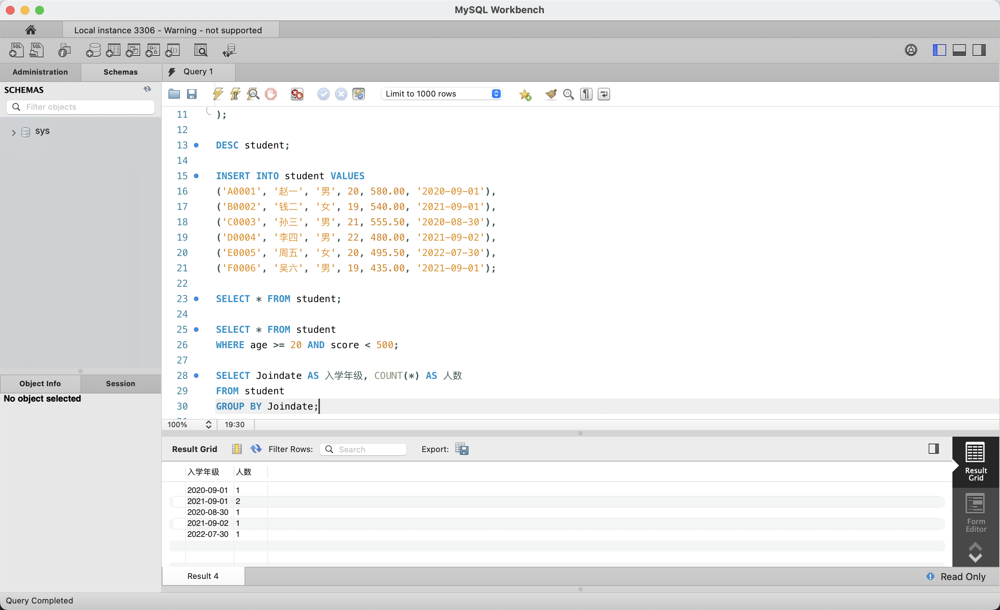 MySQL Workbench
Local instance 3306 - Warning - not supported
SQL SQL
Administration Schemas Query 1
SCHEMAS
Filter objects
sys
Limit to 1000 rows
11 );
12
13 DESC student;
14
15 INSERT INTO student VALUES
16 ('A0001', '赵一', '男', 20, 580.00, '2020-09-01'),
17 ('B0002', '钱二', '女', 19, 540.00, '2021-09-01'),
18 ('C0003', '孙三', '男', 21, 555.50, '2020-08-30'),
19 ('D0004', '李四', '男', 22, 480.00, '2021-09-02'),
20 ('E0005', '周五', '女', 20, 495.50, '2022-07-30'),
21 ('F0006', '吴六', '男', 19, 435.00, '2021-09-01');
22
23 SELECT * FROM student;
24
25 SELECT * FROM student
26 WHERE age >= 20 AND score < 500;
27
28 SELECT Joindate AS 入学年级, COUNT(*) AS 人数
29 FROM student
30 GROUP BY Joindate;
100% 19:30
Object Info Session
No object selected
Result Grid Filter Rows: Search Export:
入学年级 人数
2020-09-01 1
2021-09-01 2
2020-08-30 1
2021-09-02 1
2022-07-30 1
Result
Grid
Form
Editor
Result 4 Read Only
Query Completed